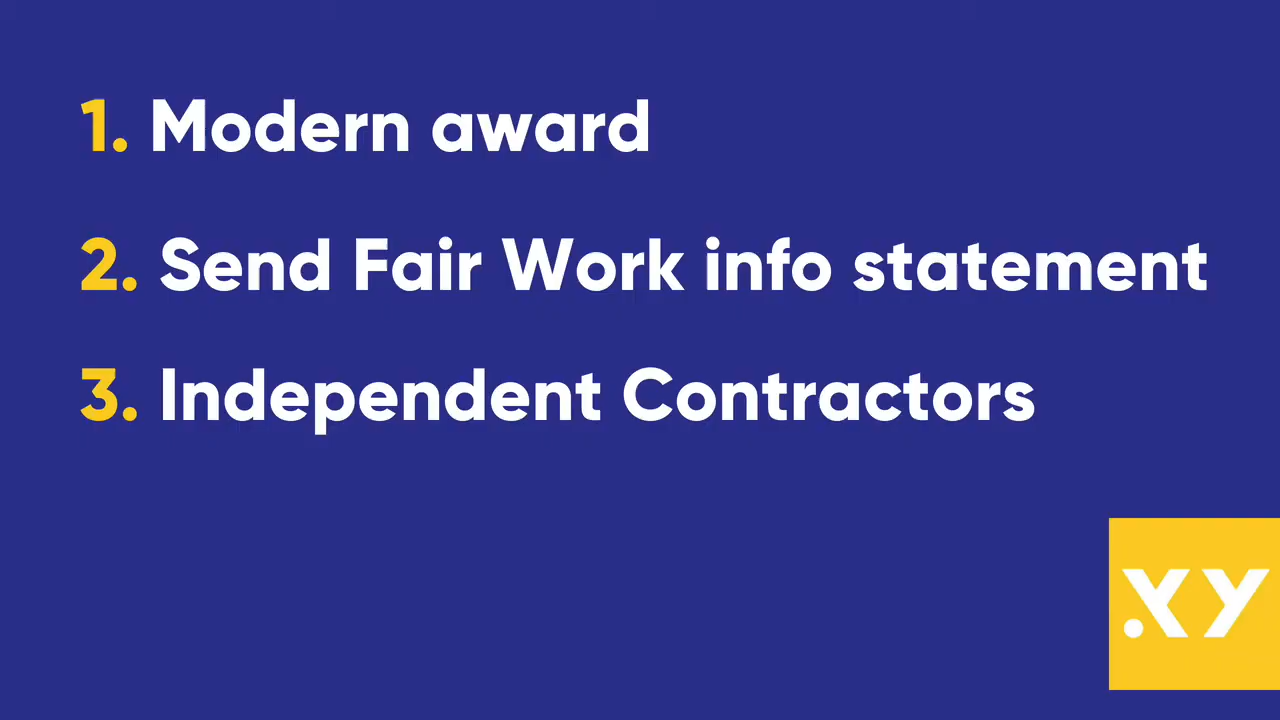 1. Modern award
2. Send Fair Work info statement
3. Independent Contractors
.XY